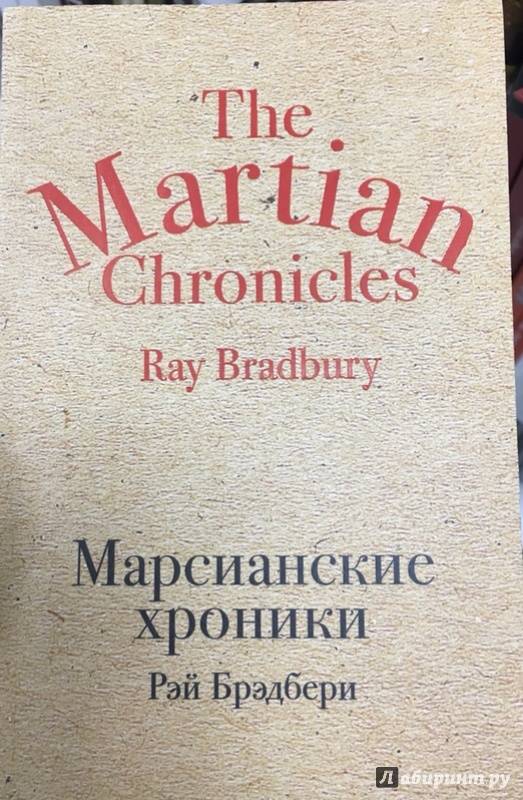 The
Martian
Chronicles
Ray Bradbury
Марсианские
хроники
Рэй Брэдбери
Лабиринт.ру